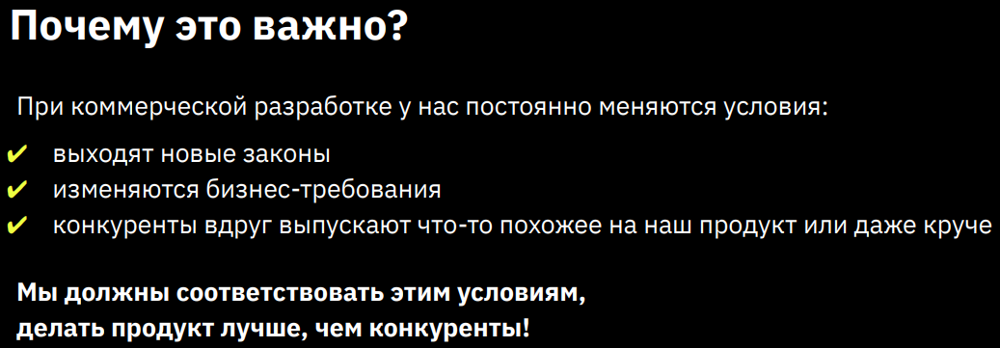 Почему это важно?
При коммерческой разработке у нас постоянно меняются условия:
✔ выходят новые законы
✔ изменяются бизнес-требования
✔ конкуренты вдруг выпускают что-то похожее на наш продукт или даже круче
Мы должны соответствовать этим условиям,
делать продукт лучше, чем конкуренты!